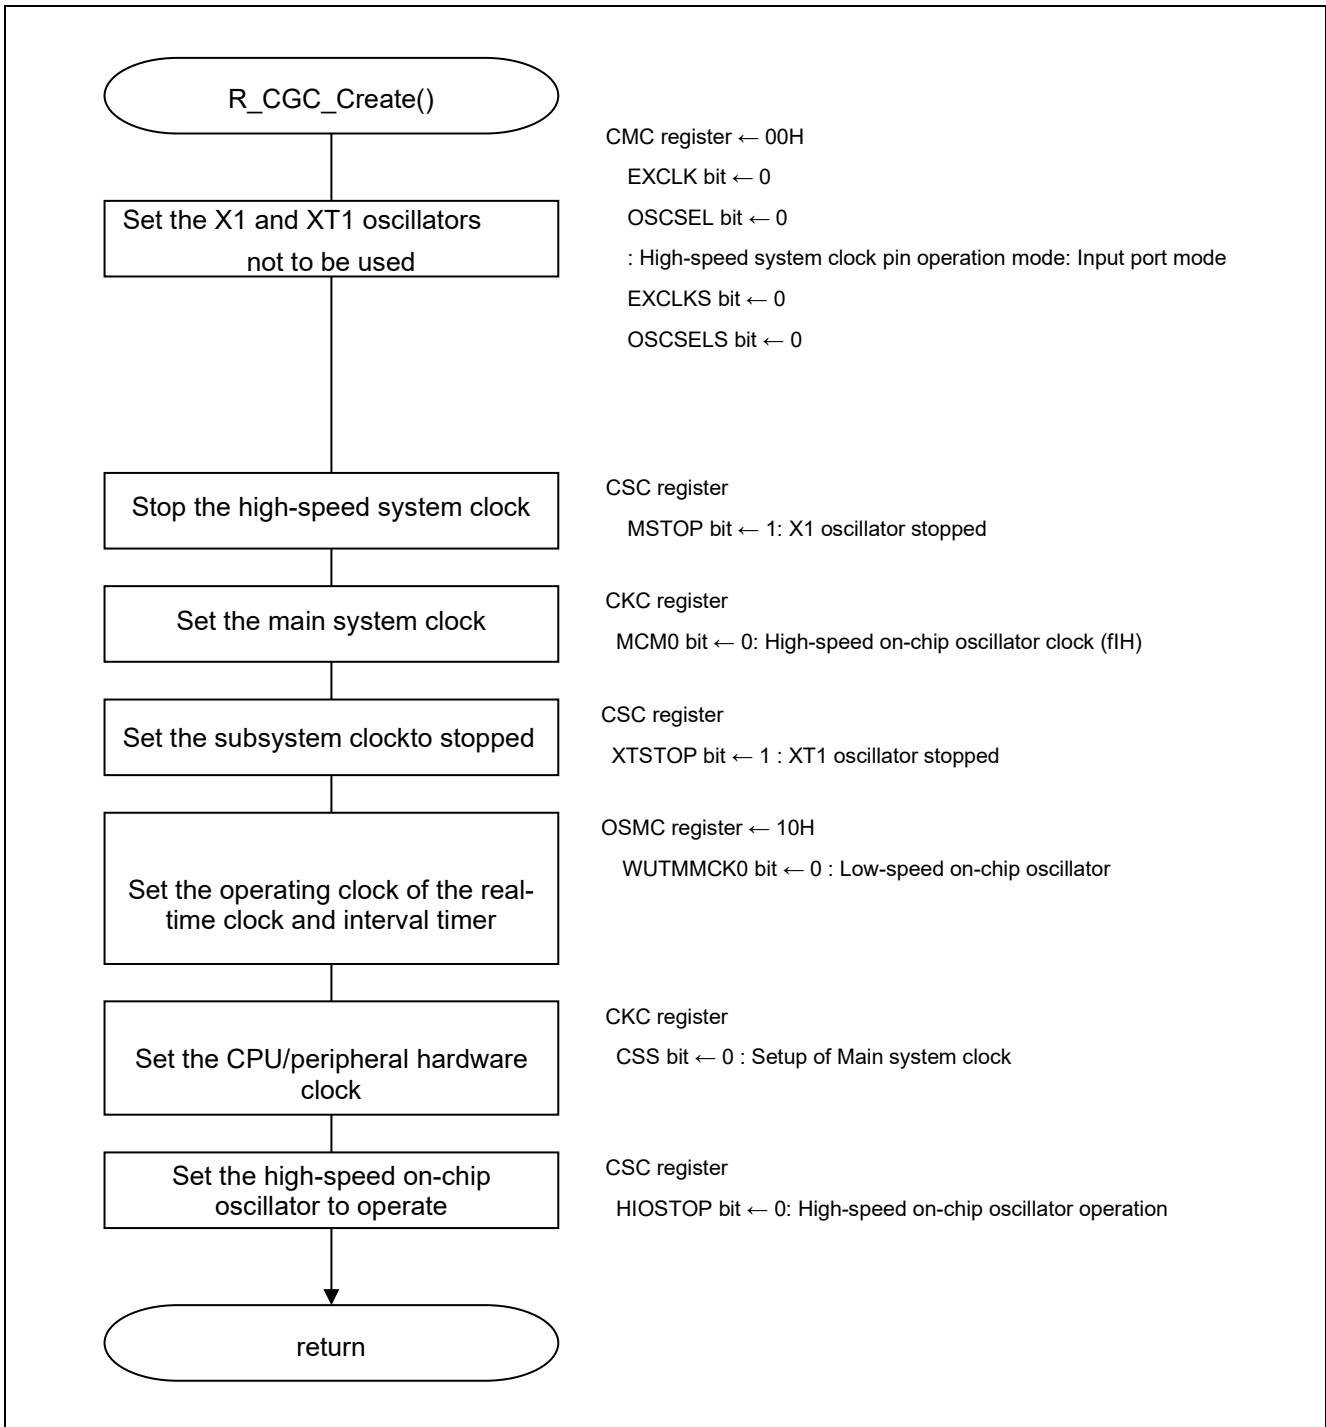 R_CGC_Create()
CMC register ← 00H
EXCLK bit ← 0
OSCSEL bit ← 0
: High-speed system clock pin operation mode: Input port mode
EXCLKS bit ← 0
OSCSELS bit ← 0
Set the X1 and XT1 oscillators
not to be used
Stop the high-speed system clock
CSC register
MSTOP bit ← 1: X1 oscillator stopped
Set the main system clock
CKC register
MCM0 bit ← 0: High-speed on-chip oscillator clock (fIH)
Set the subsystem clockto stopped
CSC register
XTSTOP bit ← 1 : XT1 oscillator stopped
Set the operating clock of the real-
time clock and interval timer
OSMC register ← 10H
WUTMMCK0 bit ← 0 : Low-speed on-chip oscillator
Set the CPU/peripheral hardware
clock
CKC register
CSS bit ← 0 : Setup of Main system clock
Set the high-speed on-chip
oscillator to operate
CSC register
HIOSTOP bit ← 0: High-speed on-chip oscillator operation
return